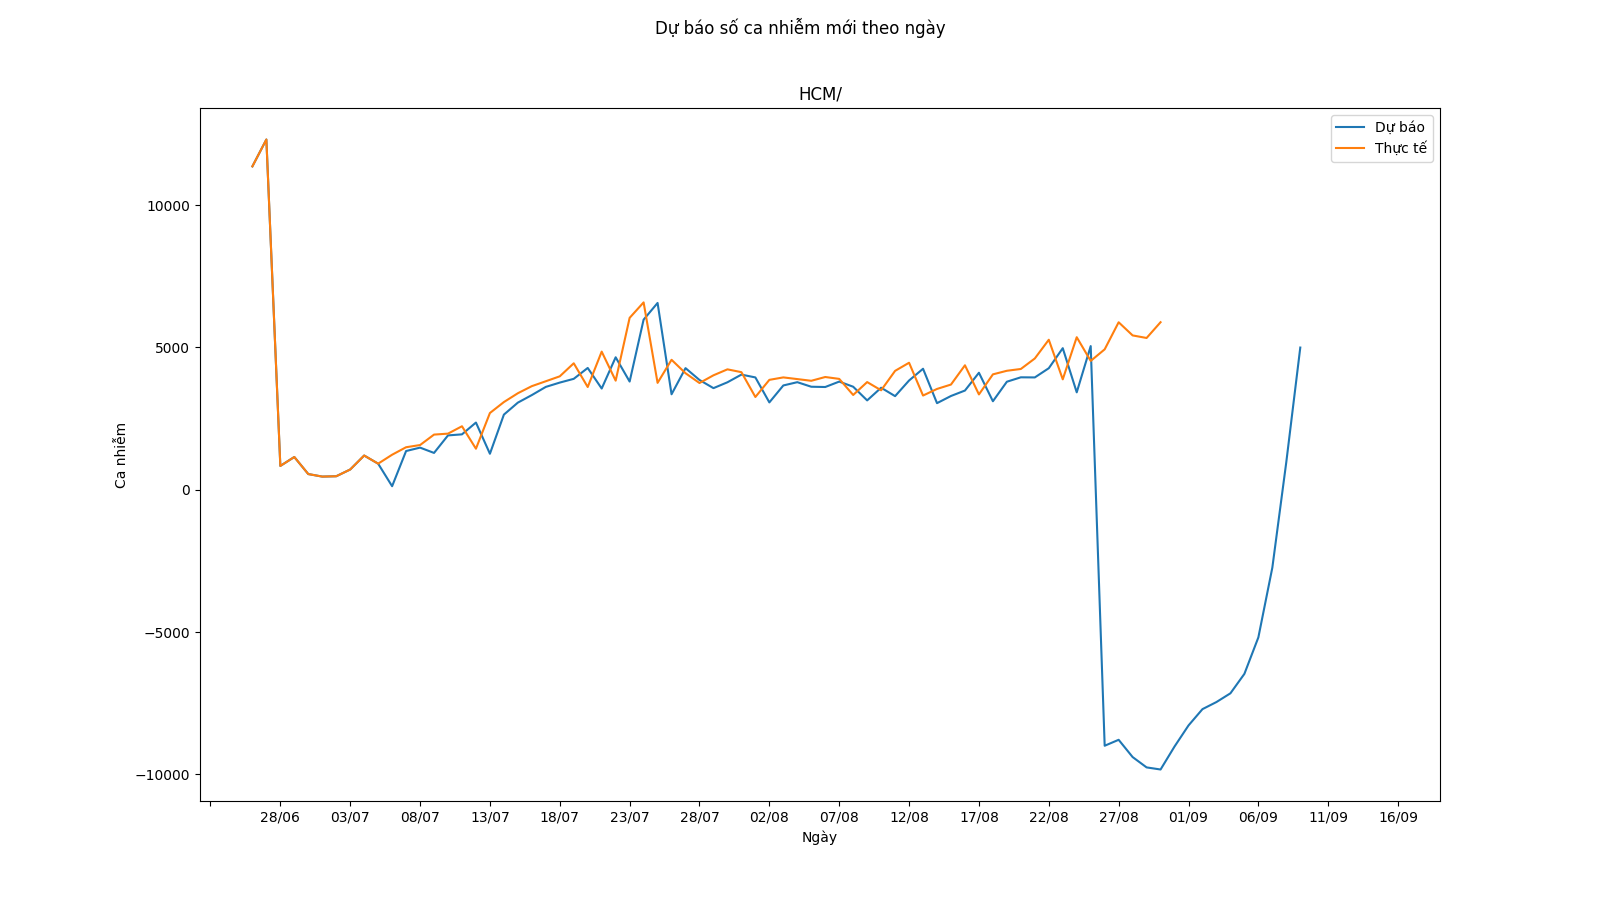 Dự báo số ca nhiễm mới theo ngày
HCM/
Dự báo
Thực tế
10000
5000
0
−5000
−10000
Ca nhiễm
28/06 03/07 08/07 13/07 18/07 23/07 28/07 02/08 07/08 12/08 17/08 22/08 27/08 01/09 06/09 11/09 16/09
Ngày